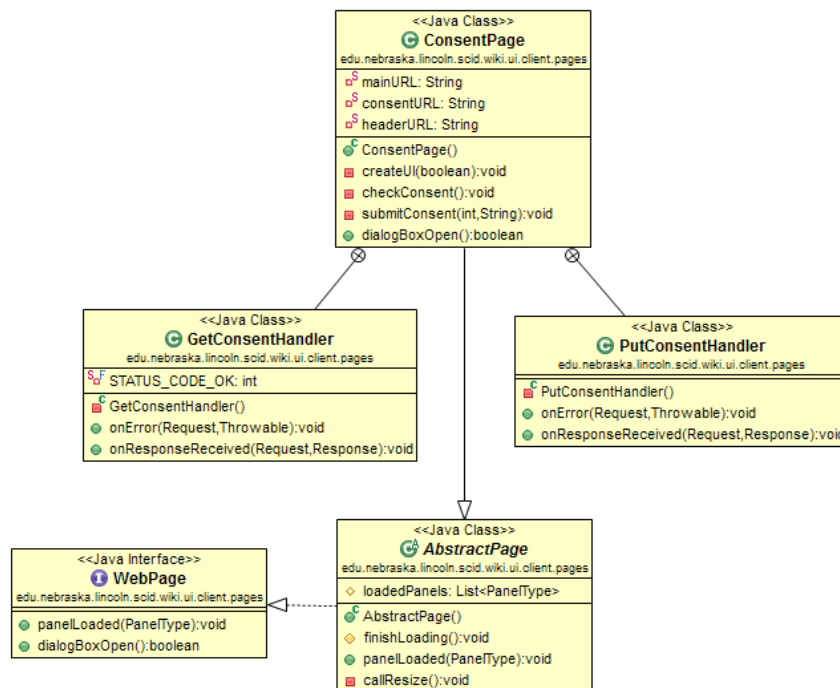 <<Java Class>>
ConsentPage
edu.nebraska.lincoln.scid.wiki.ui.client.pages
mainURL: String
consentURL: String
headerURL: String
ConsentPage()
createUI(boolean):void
checkConsent():void
submitConsent(int,String):void
dialogBoxOpen():boolean
<<Java Class>>
GetConsentHandler
edu.nebraska.lincoln.scid.wiki.ui.client.pages
STATUS_CODE_OK: int
GetConsentHandler()
onError(Request,Throwable):void
onResponseReceived(Request,Response):void
<<Java Class>>
PutConsentHandler
edu.nebraska.lincoln.scid.wiki.ui.client.pages
PutConsentHandler()
onError(Request,Throwable):void
onResponseReceived(Request,Response):void
<<Java Interface>>
WebPage
edu.nebraska.lincoln.scid.wiki.ui.client.pages
panelLoaded(PanelType):void
dialogBoxOpen():boolean
<<Java Class>>
AbstractPage
edu.nebraska.lincoln.scid.wiki.ui.client.pages
loadedPanels: List<PanelType>
AbstractPage()
finishLoading():void
panelLoaded(PanelType):void
callResize():void